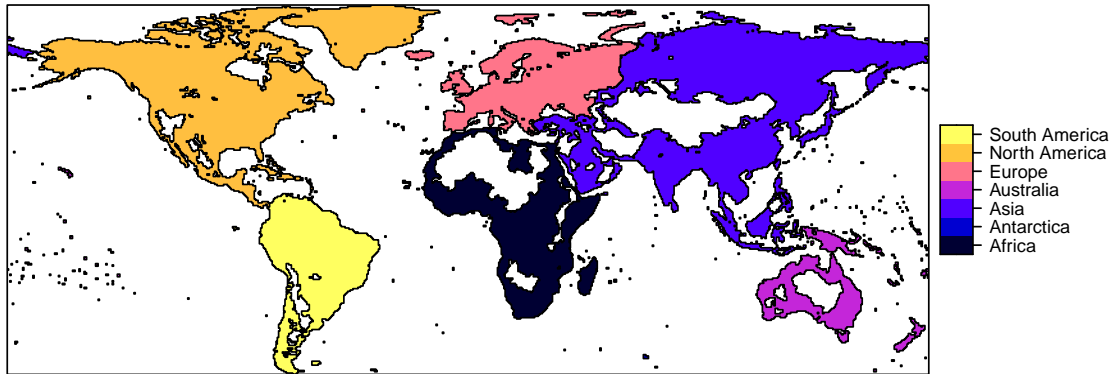 South America
North America
Europe
Australia
Asia
Antarctica
Africa